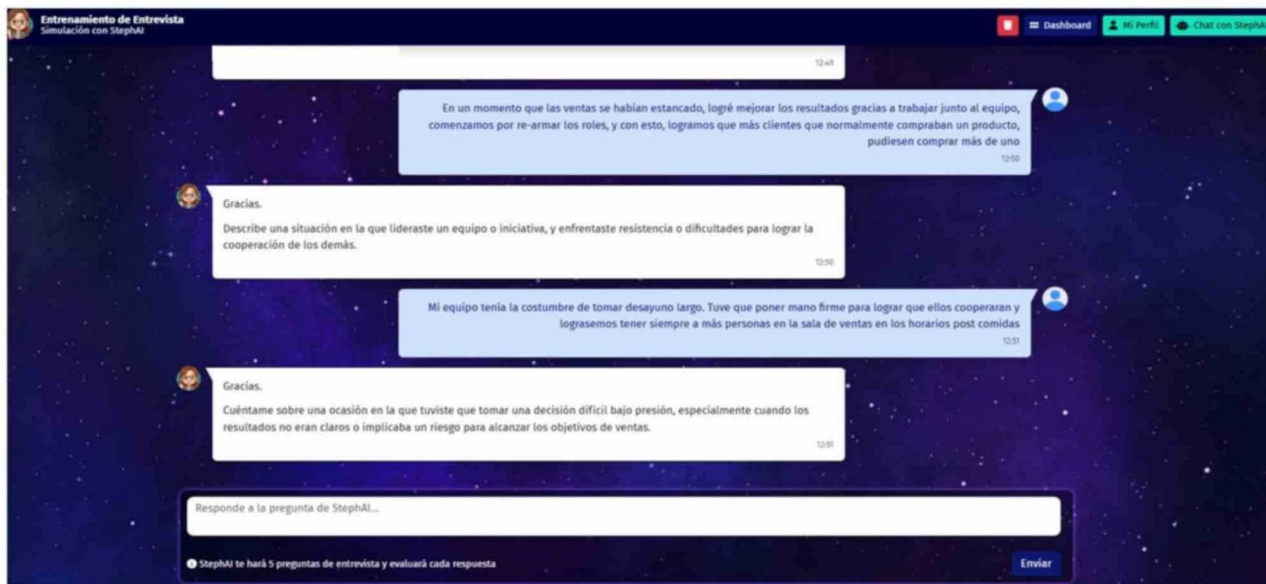 Entrenamiento de Entrevista
Simulación con StephAI
Dashboard
Mi Perfil
Chat con StephA
12:49
En un momento que las ventas se habían estancado, logré mejorar los resultados gracias a trabajar junto al equipo,
comenzamos por re-armar los roles, y con esto, logramos que más clientes que normalmente compraban un producto,
pudiesen comprar más de uno
12:50
Gracias.
Describe una situación en la que lideraste un equipo o iniciativa, y enfrentaste resistencia o dificultades para lograr la
cooperación de los demás.
12:50
Mi equipo tenía la costumbre de tomar desayuno largo. Tuve que poner mano firme para lograr que ellos cooperaran y
lograsemos tener siempre a más personas en la sala de ventas en los horarios post comidas
12:51
Gracias.
Cuéntame sobre una ocasión en la que tuviste que tomar una decisión difícil bajo presión, especialmente cuando los
resultados no eran claros o implicaba un riesgo para alcanzar los objetivos de ventas.
12:51
Responde a la pregunta de StephAI...
StephAI te hará 5 preguntas de entrevista y evaluará cada respuesta
Enviar